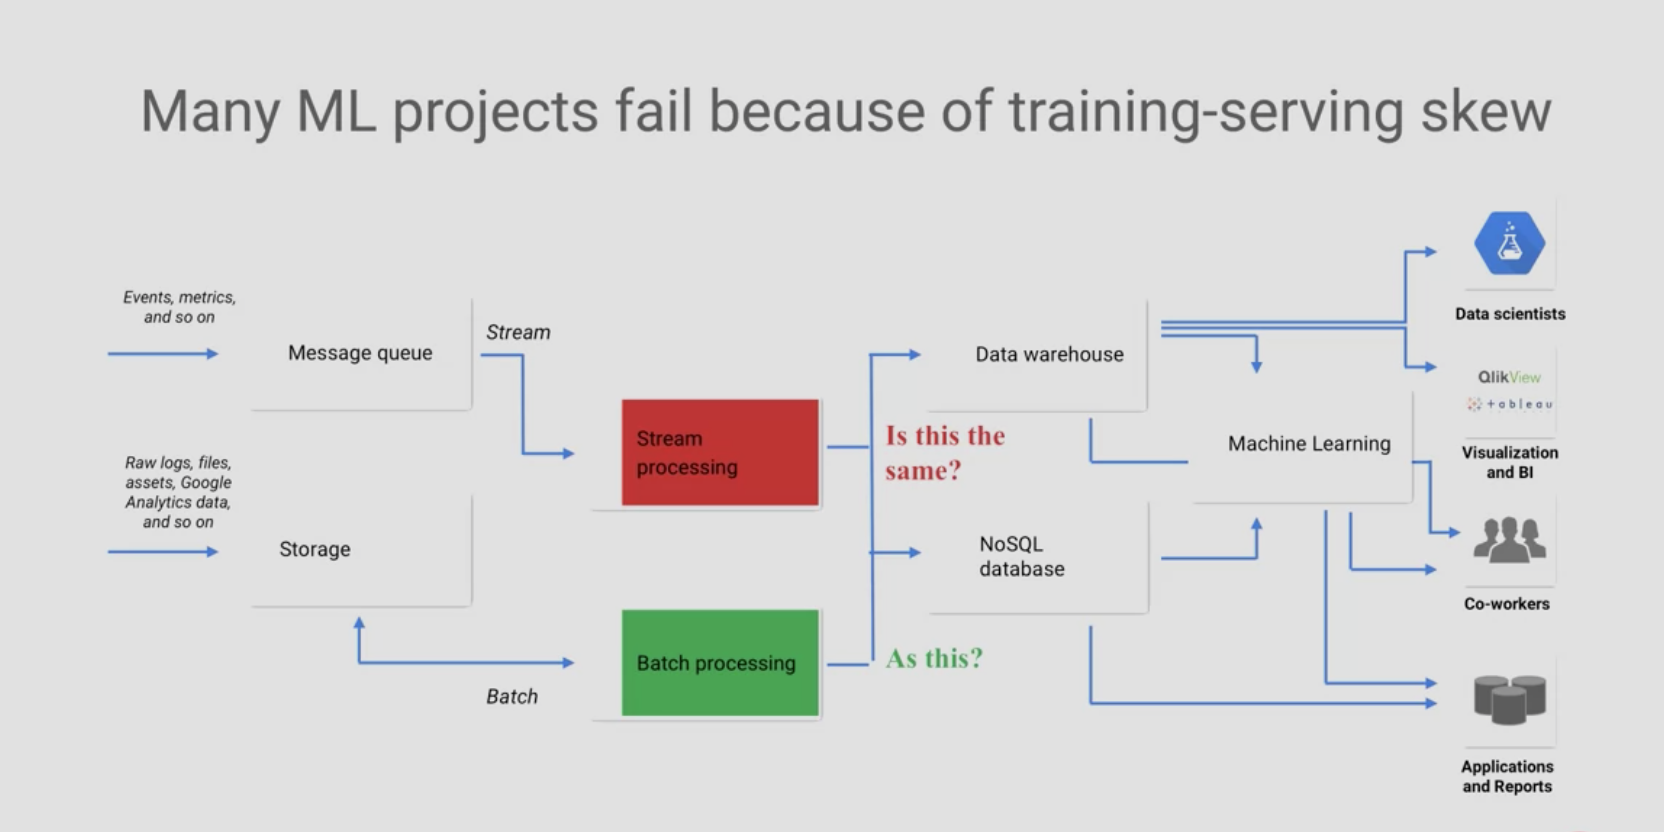 Many ML projects fail because of training-serving skew
Events, metrics,
and so on
Message queue
Stream
Raw logs, files,
assets, Google
Analytics data,
and so on
Storage
Batch
Stream
processing
Batch processing
Is this the
same?
As this?
Data warehouse
NoSQL
database
Machine Learning
Data scientists
QlikView
+ableau
Visualization
and BI
Co-workers
Applications
and Reports